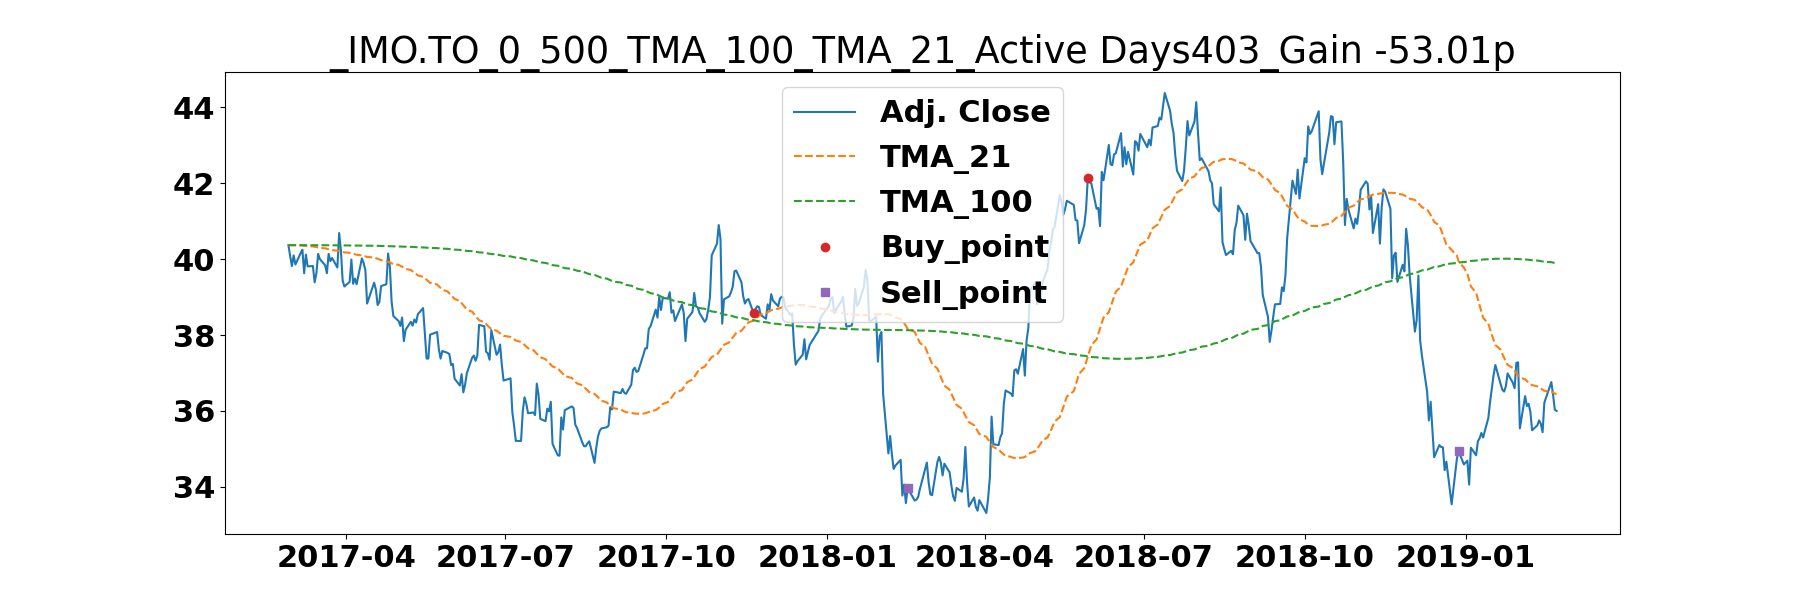 _IMO.TO_0_500_TMA_100_TMA_21_Active Days403_Gain -53.01p
44
42
40
38
36
34
Adj. Close
TMA_21
TMA_100
Buy_point
Sell_point
2017-04 2017-07 2017-10 2018-01 2018-04 2018-07 2018-10 2019-01